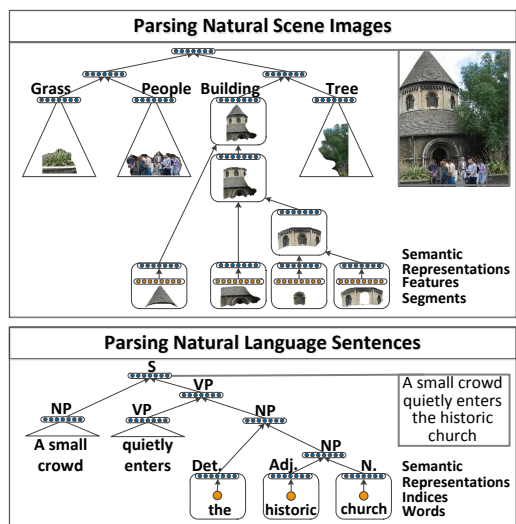 Parsing Natural Scene Images
Grass
People
Building
Tree
Semantic
Representations
Features
Segments
Parsing Natural Language Sentences
S
VP
NP
VP
NP
A small
crowd
quietly
enters
NP
Det.
Adj.
N.
the
historic
church
A small crowd
quietly enters
the historic
church
Semantic
Representations
Indices
Words